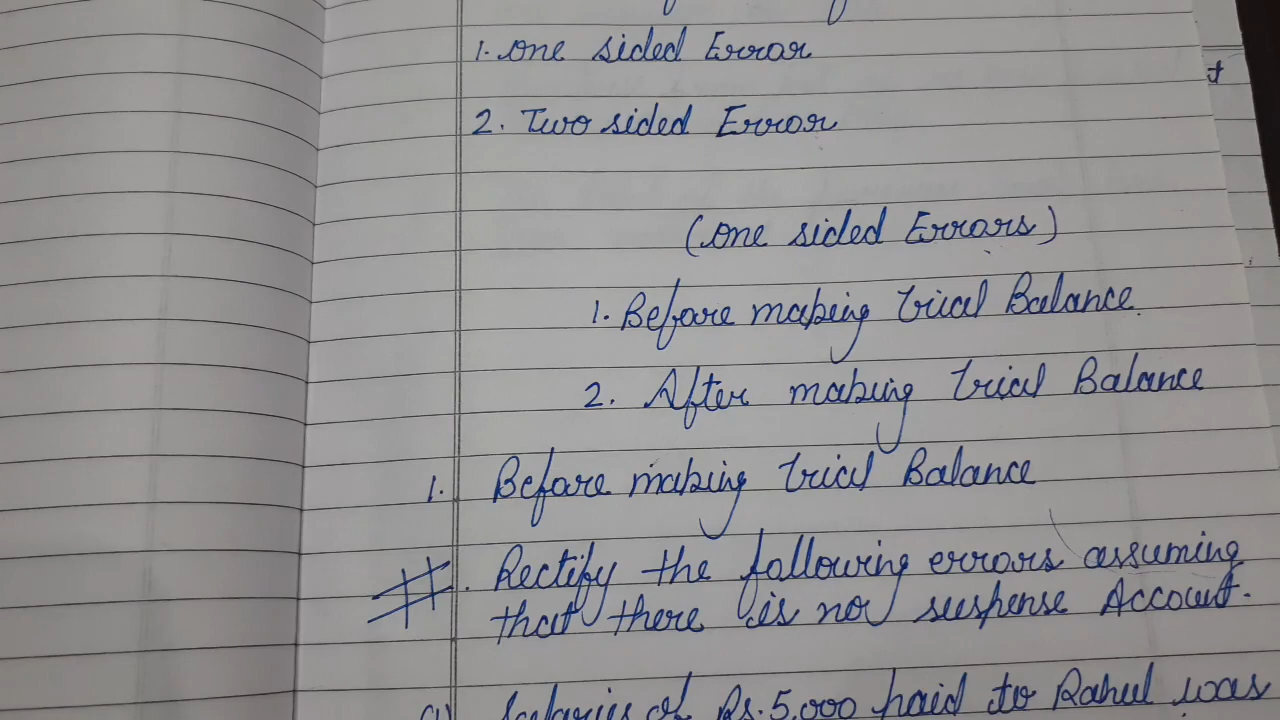 1. one sided Error
2. Two sided Error
(one sided Errors)
1. Before making trial Balance.
2. After making trial Balance
1. Before making trial Balance
#. Rectify the following errors assuming
that there is no suspense Account.
Salaries of Rs. 5,000 paid to Rahul was